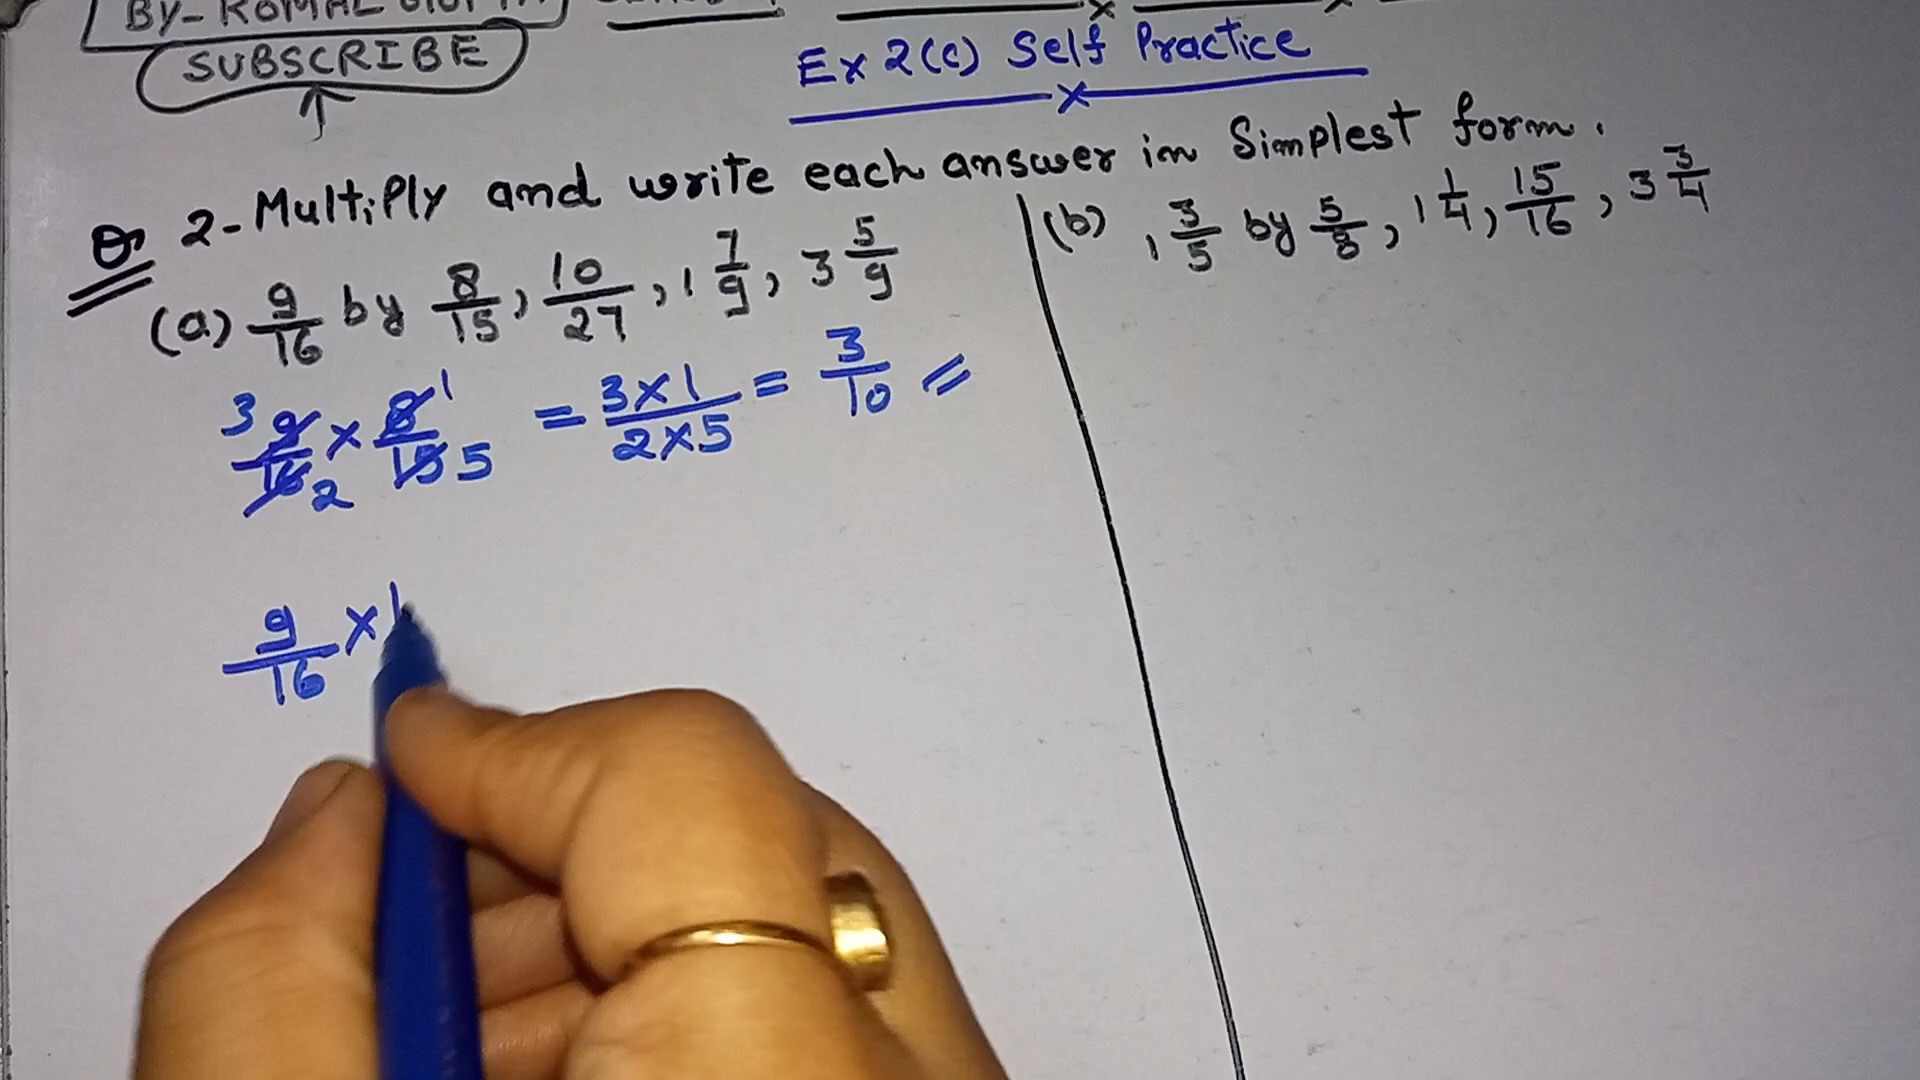 BY- KOMAL
SUBSCRIBE
Ex 2(c) Self Practice
Q 2- Multiply and write each answer in Simplest form.
(a) 9/16 by 8/15, 10/27, 1 7/9, 3 5/9
(b) 1 3/5 by 5/8, 1 1/4, 15/16, 3 3/4
3 9/16 2 × 8 1/15 5 = 3×1/2×5 = 3/10
9/16 × 1